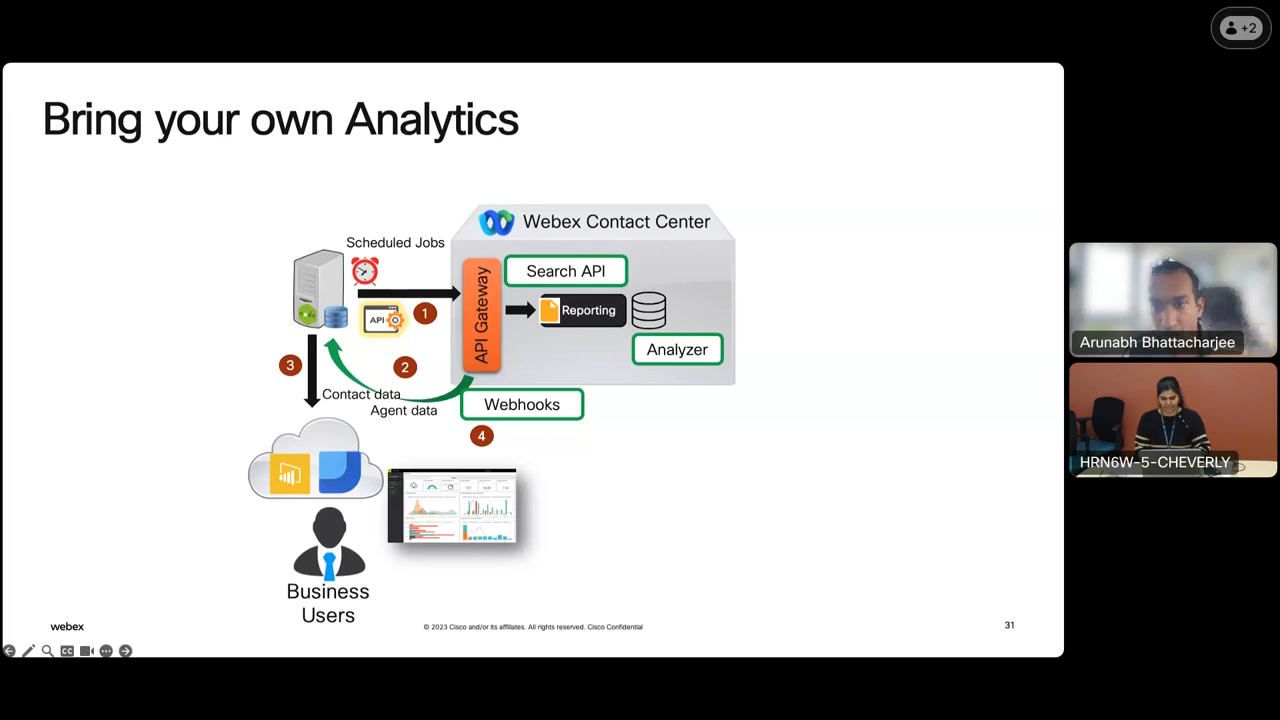 +2
Bring your own Analytics
Webex Contact Center
Scheduled Jobs
Search API
API Gateway
Reporting
API
1
Analyzer
3
2
Contact data
Agent data
Webhooks
4
Business
Users
webex
© 2023 Cisco and/or its affiliates. All rights reserved. Cisco Confidential
31
CC
Arunabh Bhattacharjee
HRN6W-5-CHEVERLY